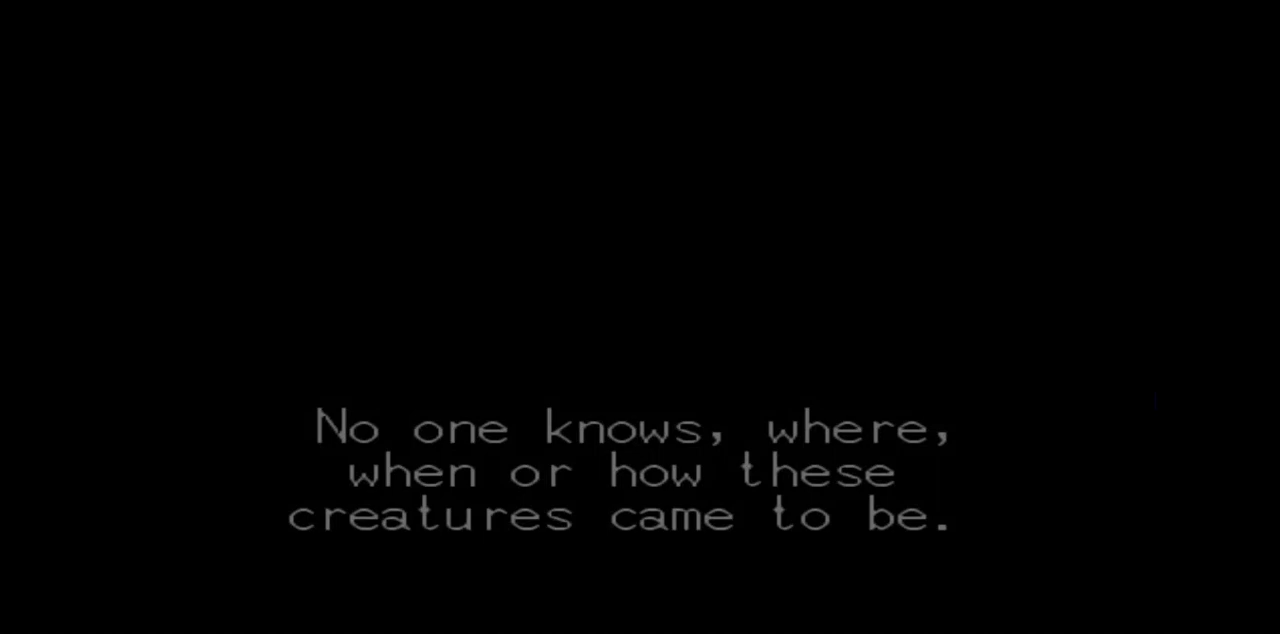 No one knows, where,
when or how these
creatures came to be.